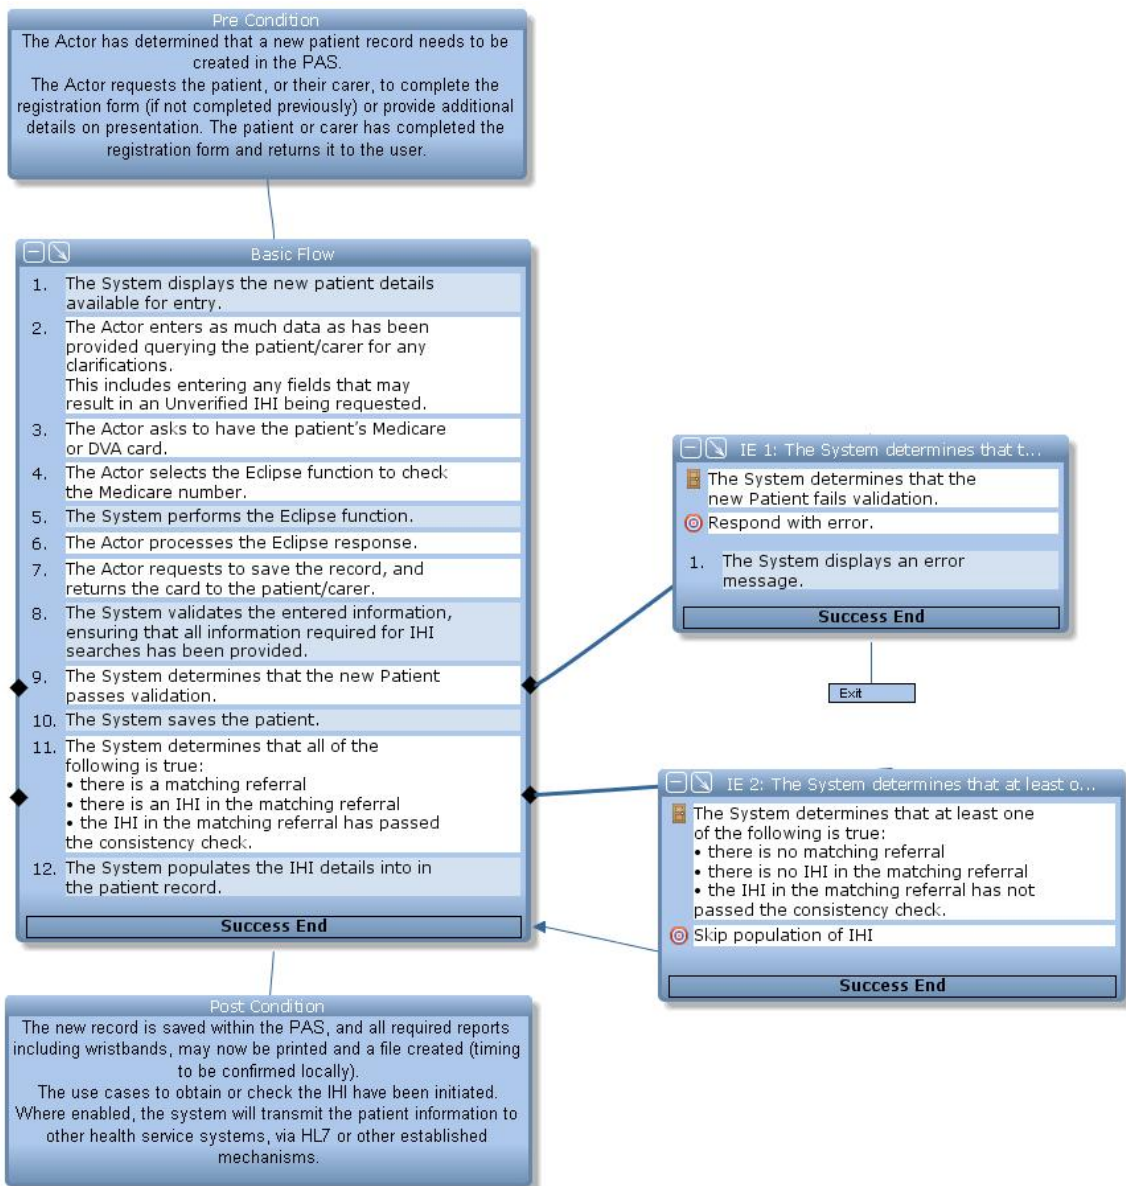 Pre Condition
The Actor has determined that a new patient record needs to be
created in the PAS.
The Actor requests the patient, or their carer, to complete the
registration form (if not completed previously) or provide additional
details on presentation. The patient or carer has completed the
registration form and returns it to the user.
Basic Flow
1. The System displays the new patient details
available for entry.
2. The Actor enters as much data as has been
provided querying the patient/carer for any
clarifications.
This includes entering any fields that may
result in an Unverified IHI being requested.
3. The Actor asks to have the patient's Medicare
or DVA card.
4. The Actor selects the Eclipse function to check
the Medicare number.
5. The System performs the Eclipse function.
6. The Actor processes the Eclipse response.
7. The Actor requests to save the record, and
returns the card to the patient/carer.
8. The System validates the entered information,
ensuring that all information required for IHI
searches has been provided.
9. The System determines that the new Patient
passes validation.
10. The System saves the patient.
11. The System determines that all of the
following is true:
• there is a matching referral
• there is an IHI in the matching referral
• the IHI in the matching referral has passed
the consistency check.
12. The System populates the IHI details into in
the patient record.
Success End
IE 1: The System determines that t...
The System determines that the
new Patient fails validation.
Respond with error.
1. The System displays an error
message.
Success End
Exit
IE 2: The System determines that at least o...
The System determines that at least one
of the following is true:
• there is no matching referral
• there is no IHI in the matching referral
• the IHI in the matching referral has not
passed the consistency check.
Skip population of IHI
Success End
Post Condition
The new record is saved within the PAS, and all required reports
including wristbands, may now be printed and a file created (timing
to be confirmed locally).
The use cases to obtain or check the IHI have been initiated.
Where enabled, the system will transmit the patient information to
other health service systems, via HL7 or other established
mechanisms.